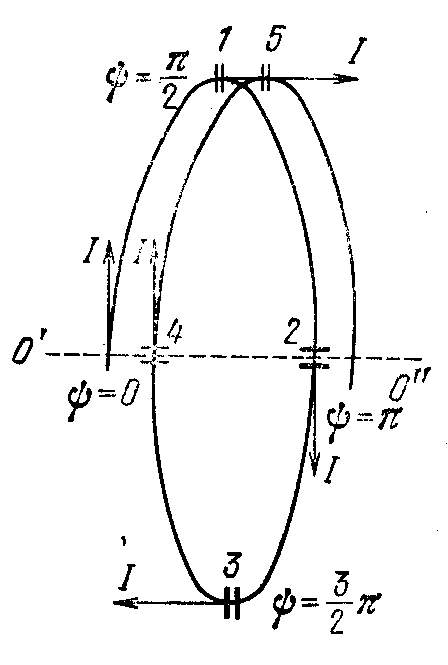 1 5 I
ψ = π/2
I I
O' 4 2 O"
ψ = 0 ψ = π
I
I 3 ψ = 3/2 π